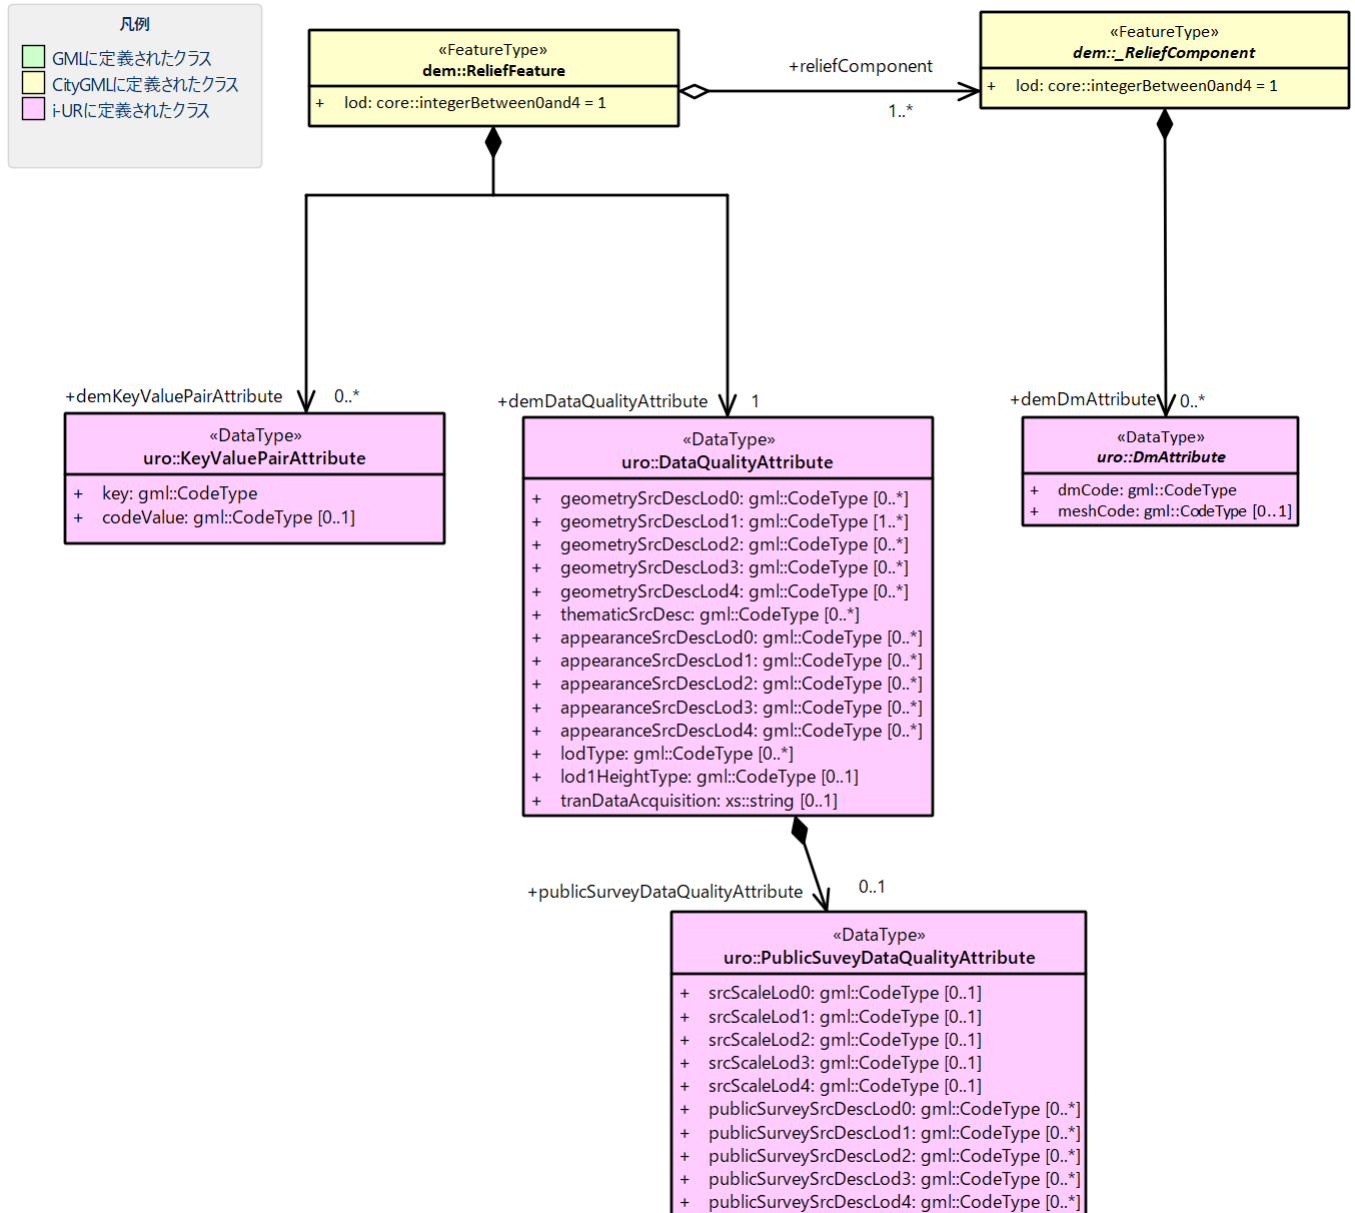 凡例
GMLに定義されたクラス
CityGMLに定義されたクラス
i-URに定義されたクラス
«FeatureType»
dem::ReliefFeature
+ lod: core::integerBetween0and4 = 1
+reliefComponent
1..*
«FeatureType»
dem::_ReliefComponent
+ lod: core::integerBetween0and4 = 1
+demKeyValuePairAttribute 0..*
«DataType»
uro::KeyValuePairAttribute
+ key: gml::CodeType
+ codeValue: gml::CodeType [0..1]
+demDataQualityAttribute 1
«DataType»
uro::DataQualityAttribute
+ geometrySrcDescLod0: gml::CodeType [0..*]
+ geometrySrcDescLod1: gml::CodeType [1..*]
+ geometrySrcDescLod2: gml::CodeType [0..*]
+ geometrySrcDescLod3: gml::CodeType [0..*]
+ geometrySrcDescLod4: gml::CodeType [0..*]
+ thematicSrcDesc: gml::CodeType [0..*]
+ appearanceSrcDescLod0: gml::CodeType [0..*]
+ appearanceSrcDescLod1: gml::CodeType [0..*]
+ appearanceSrcDescLod2: gml::CodeType [0..*]
+ appearanceSrcDescLod3: gml::CodeType [0..*]
+ appearanceSrcDescLod4: gml::CodeType [0..*]
+ lodType: gml::CodeType [0..*]
+ lod1HeightType: gml::CodeType [0..1]
+ tranDataAcquisition: xs::string [0..1]
+demDmAttribute 0..*
«DataType»
uro::DmAttribute
+ dmCode: gml::CodeType
+ meshCode: gml::CodeType [0..1]
+publicSurveyDataQualityAttribute 0..1
«DataType»
uro::PublicSuveyDataQualityAttribute
+ srcScaleLod0: gml::CodeType [0..1]
+ srcScaleLod1: gml::CodeType [0..1]
+ srcScaleLod2: gml::CodeType [0..1]
+ srcScaleLod3: gml::CodeType [0..1]
+ srcScaleLod4: gml::CodeType [0..1]
+ publicSurveySrcDescLod0: gml::CodeType [0..*]
+ publicSurveySrcDescLod1: gml::CodeType [0..*]
+ publicSurveySrcDescLod2: gml::CodeType [0..*]
+ publicSurveySrcDescLod3: gml::CodeType [0..*]
+ publicSurveySrcDescLod4: gml::CodeType [0..*]